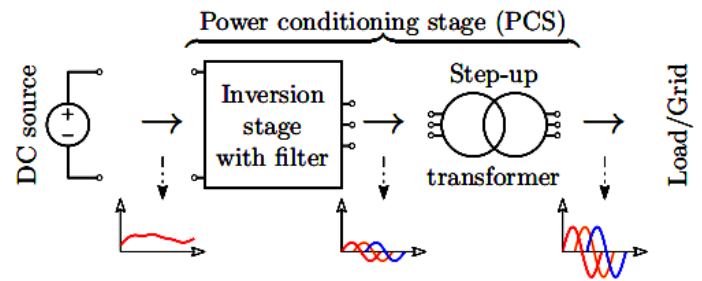 Power conditioning stage (PCS)
DC source
+
−
Inversion
stage
with filter
Step-up
transformer
Load/Grid